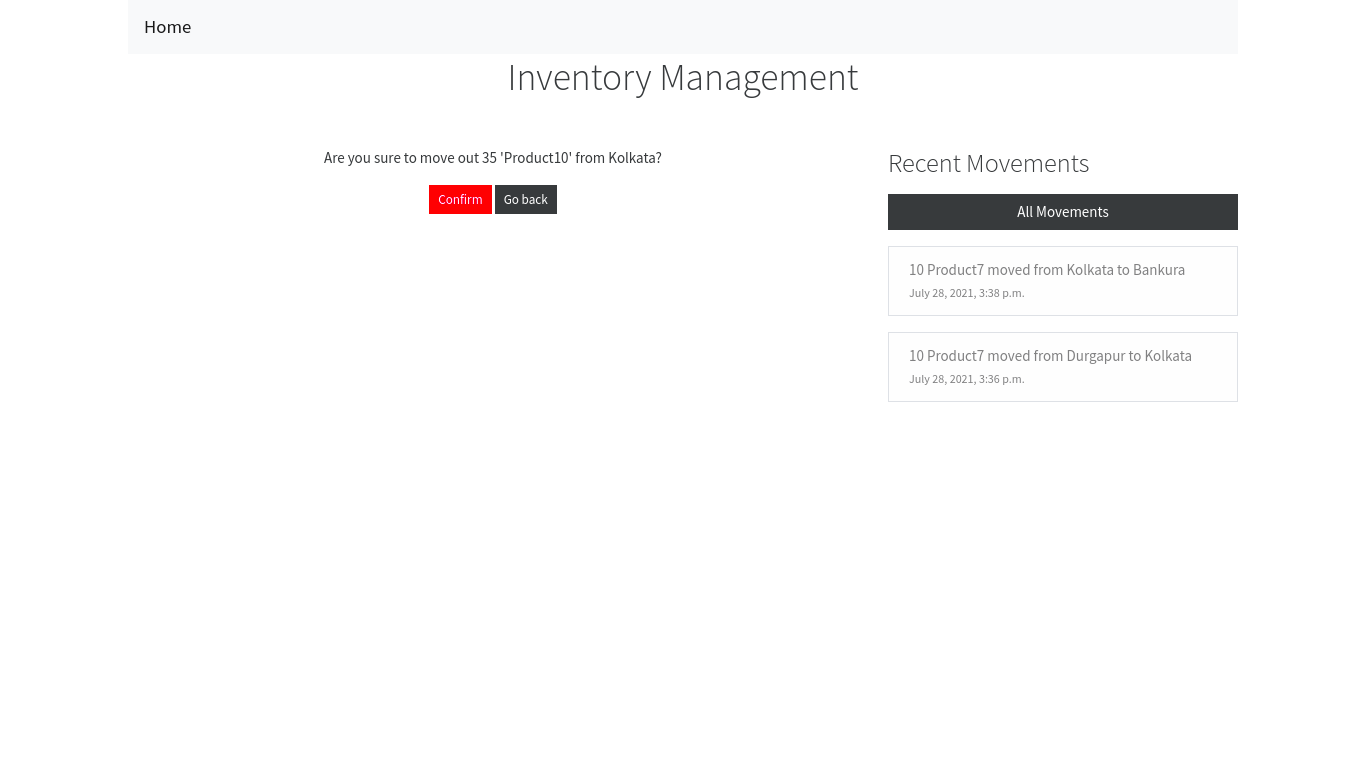 Home
Inventory Management
Are you sure to move out 35 'Product10' from Kolkata?
Confirm
Go back
Recent Movements
All Movements
10 Product7 moved from Kolkata to Bankura
July 28, 2021, 3:38 p.m.
10 Product7 moved from Durgapur to Kolkata
July 28, 2021, 3:36 p.m.